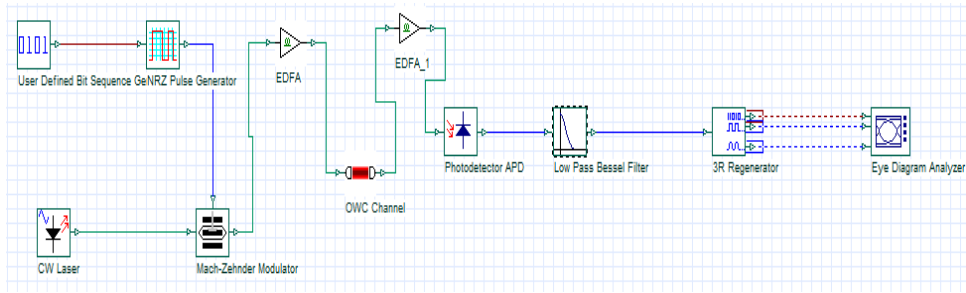 0101
EDFA
EDFA_1
User Defined Bit Sequence GeNRZ Pulse Generator
Photodetector APD
Low Pass Bessel Filter
3R Regenerator
Eye Diagram Analyzer
OWC Channel
CW Laser
Mach-Zehnder Modulator